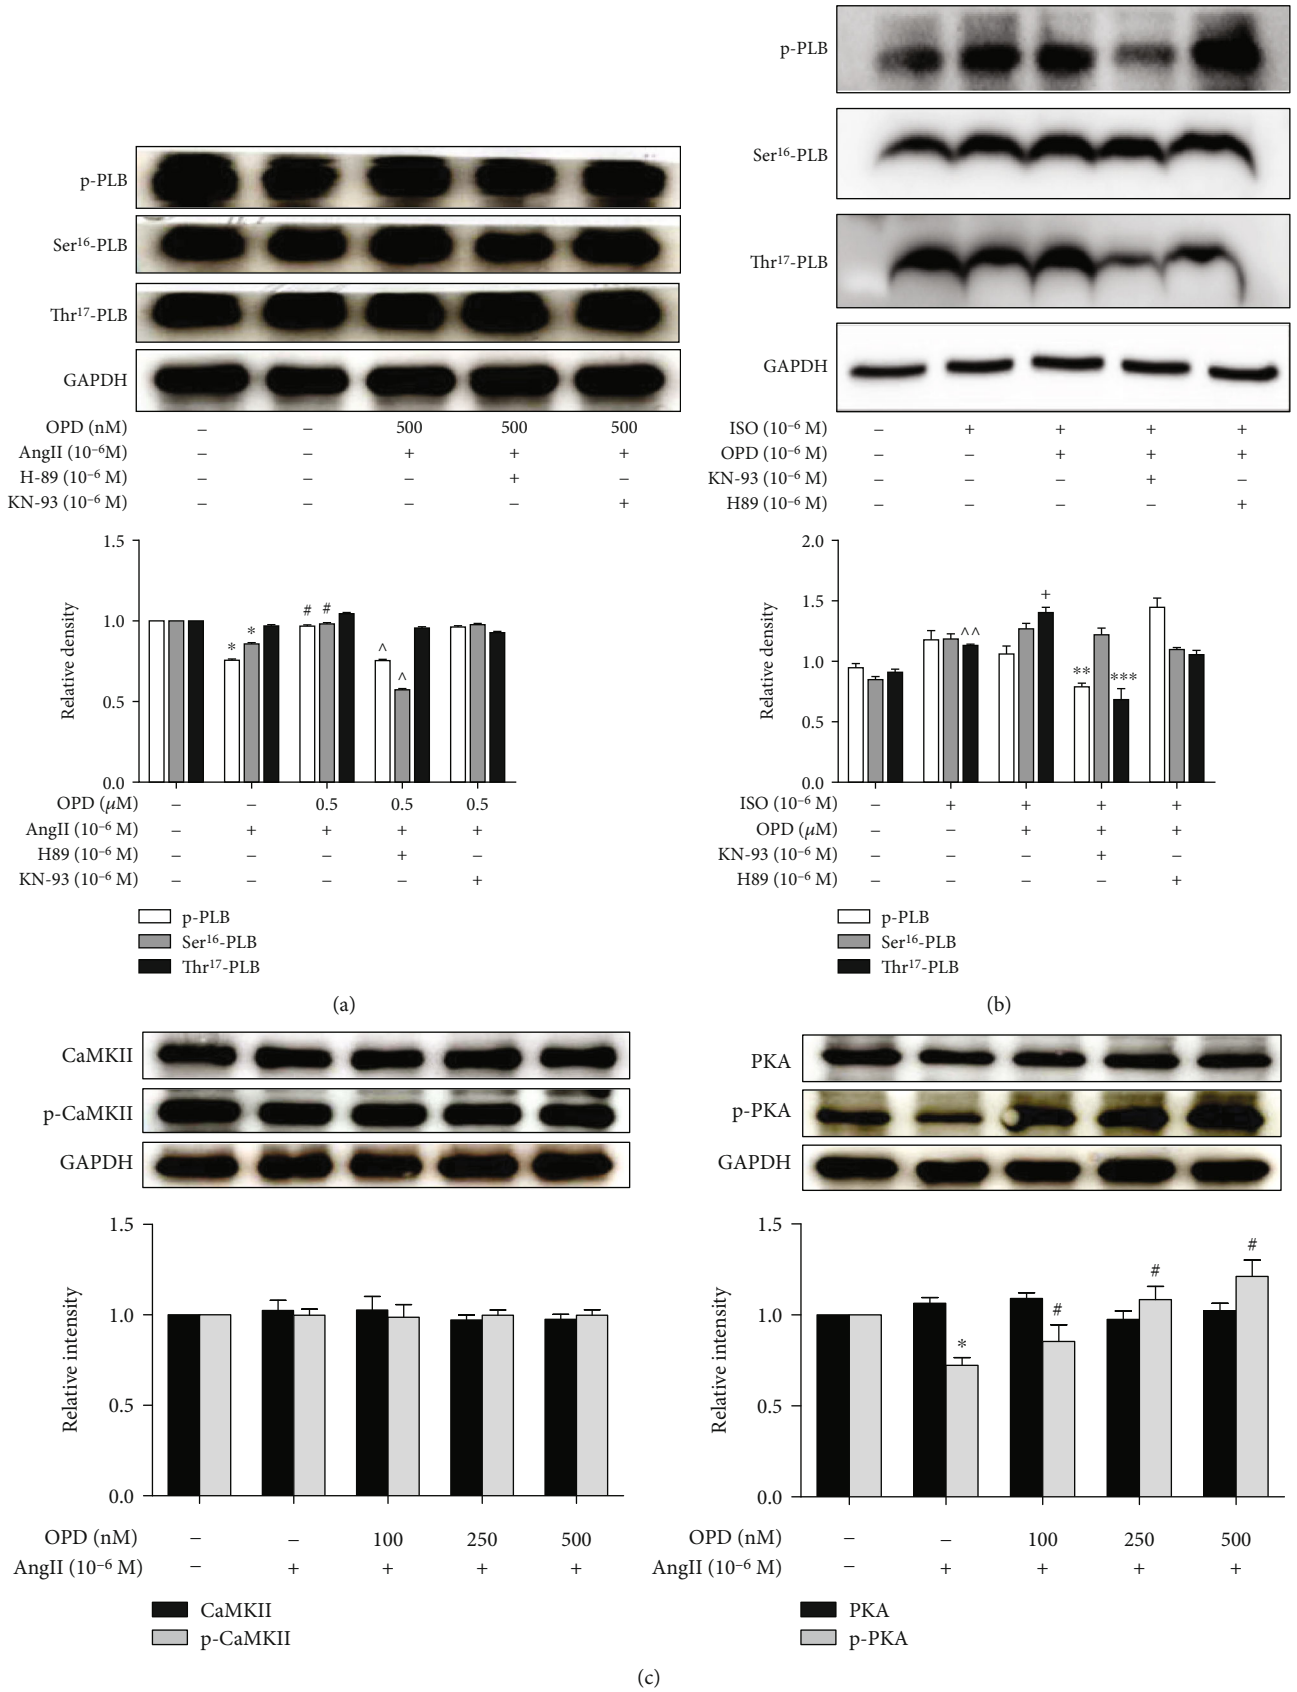 p-PLB
Ser¹⁶-PLB
Thr¹⁷-PLB
GAPDH
OPD (nM) – – 500 500 500
AngII (10⁻⁶M) – – + + +
H-89 (10⁻⁶ M) – – – + –
KN-93 (10⁻⁶ M) – – – – +
Relative density
1.5
1.0
0.5
0.0
* * # # ^ ^
OPD (μM) – – 0.5 0.5 0.5
AngII (10⁻⁶ M) – + + + +
H89 (10⁻⁶ M) – – – + –
KN-93 (10⁻⁶ M) – – – – +
p-PLB
Ser¹⁶-PLB
Thr¹⁷-PLB
(a)
p-PLB
Ser¹⁶-PLB
Thr¹⁷-PLB
GAPDH
ISO (10⁻⁶ M) – + + + +
OPD (10⁻⁶ M) – – + + +
KN-93 (10⁻⁶ M) – – – + –
H89 (10⁻⁶ M) – – – – +
Relative density
2.0
1.5
1.0
0.5
0.0
^^ + ** ***
ISO (10⁻⁶ M) – + + + +
OPD (μM) – – + + +
KN-93 (10⁻⁶ M) – – – + –
H89 (10⁻⁶ M) – – – – +
p-PLB
Ser¹⁶-PLB
Thr¹⁷-PLB
(b)
CaMKII
p-CaMKII
GAPDH
Relative intensity
1.5
1.0
0.5
0.0
OPD (nM) – – 100 250 500
AngII (10⁻⁶ M) – + + + +
CaMKII
p-CaMKII
PKA
p-PKA
GAPDH
Relative intensity
1.5
1.0
0.5
0.0
* # # #
OPD (nM) – – 100 250 500
AngII (10⁻⁶ M) – + + + +
PKA
p-PKA
(c)